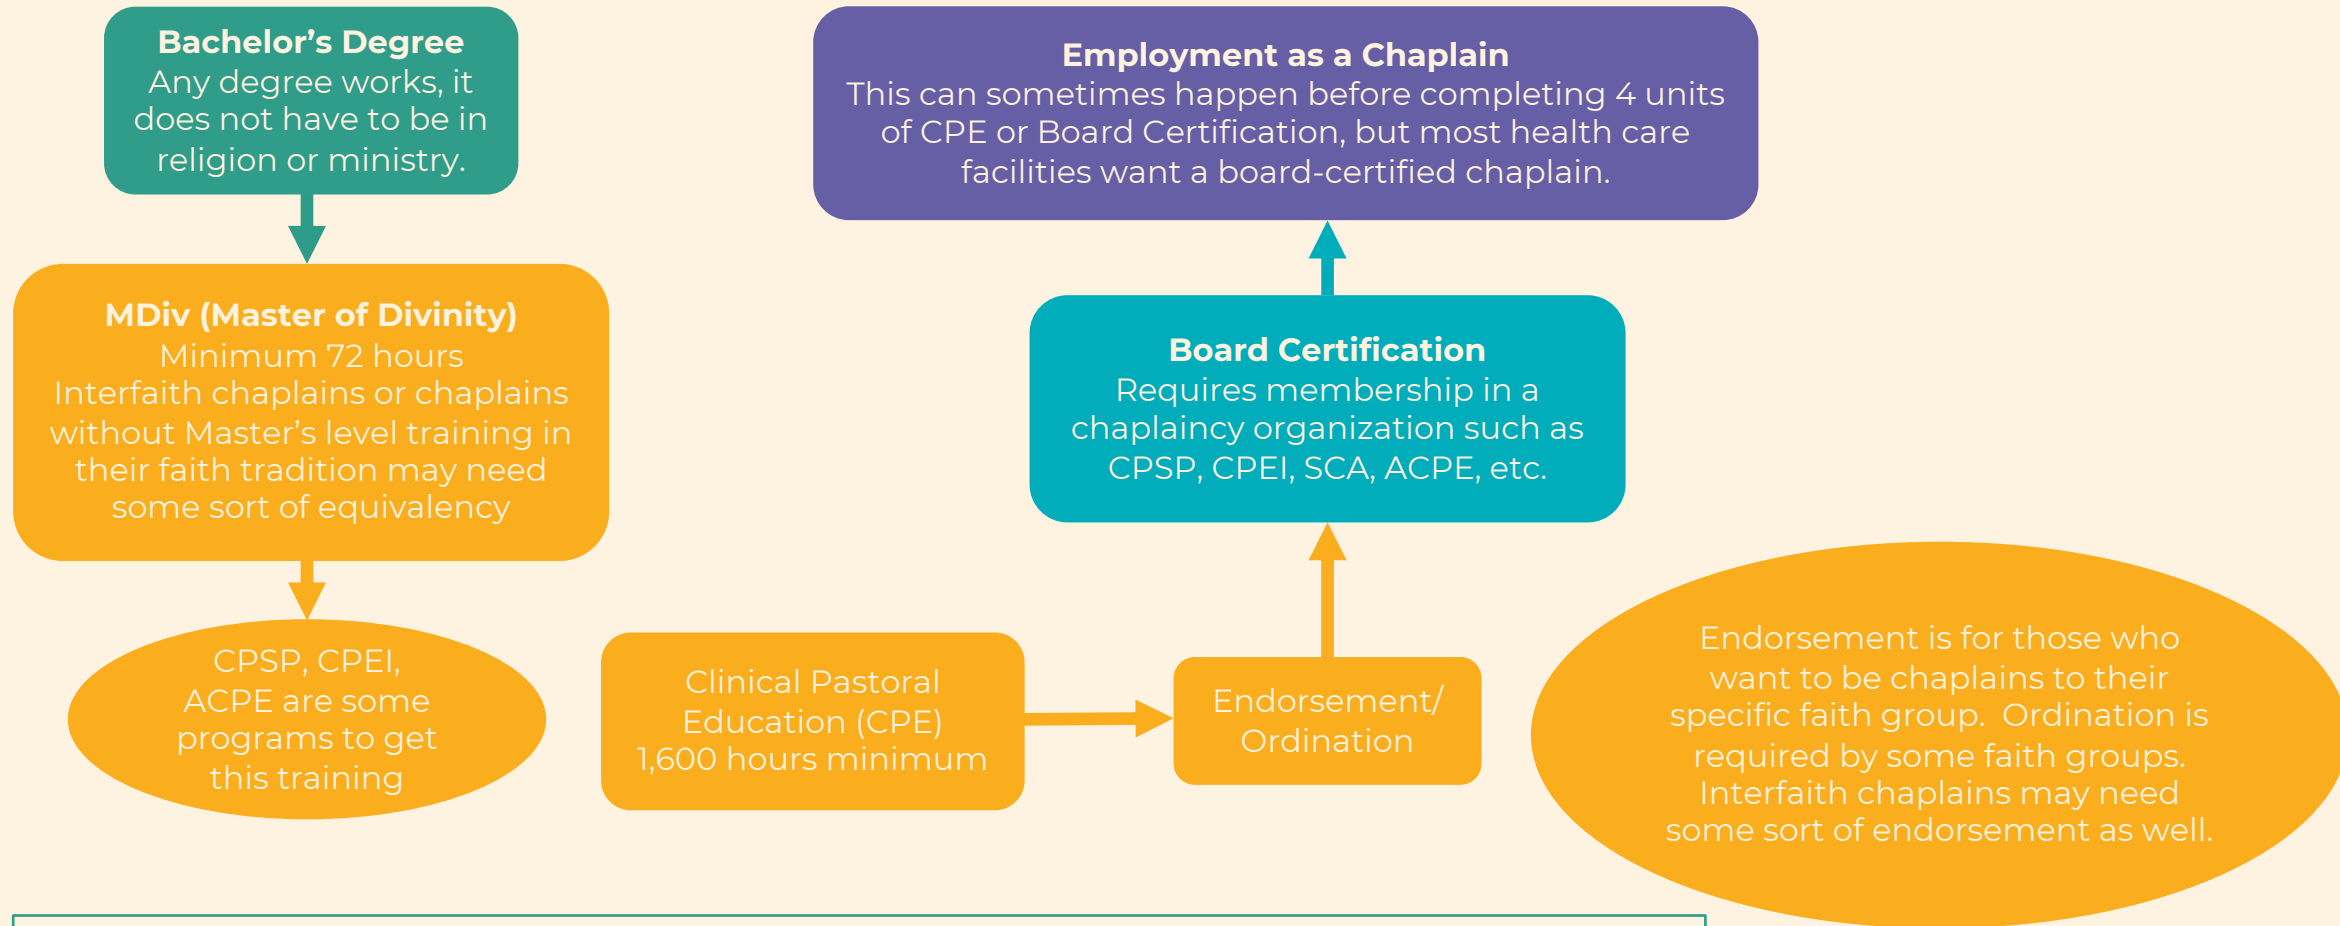 Bachelor’s Degree
Any degree works, it
does not have to be in
religion or ministry.
MDiv (Master of Divinity)
Minimum 72 hours
Interfaith chaplains or chaplains
without Master’s level training in
their faith tradition may need
some sort of equivalency
CPSP, CPEI,
ACPE are some
programs to get
this training
Clinical Pastoral
Education (CPE)
1,600 hours minimum
Endorsement/
Ordination
Endorsement is for those who
want to be chaplains to their
specific faith group.  Ordination is
required by some faith groups.
Interfaith chaplains may need
some sort of endorsement as well.
Board Certification
Requires membership in a
chaplaincy organization such as
CPSP, CPEI, SCA, ACPE, etc.
Employment as a Chaplain
This can sometimes happen before completing 4 units
of CPE or Board Certification, but most health care
facilities want a board-certified chaplain.